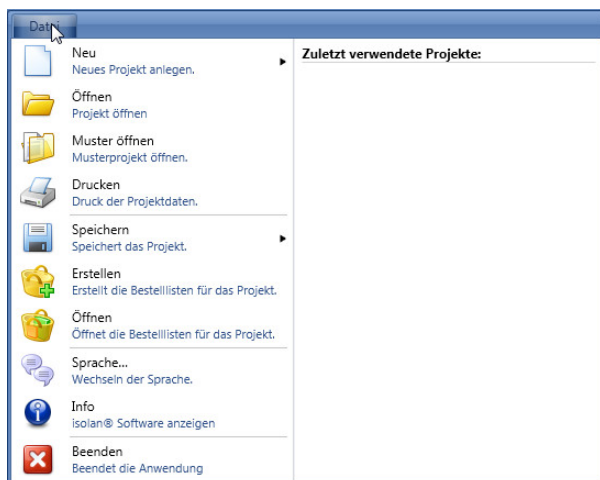 Datei
Neu
Neues Projekt anlegen.
Zuletzt verwendete Projekte:
Öffnen
Projekt öffnen
Muster öffnen
Musterprojekt öffnen.
Drucken
Druck der Projektdaten.
Speichern
Speichert das Projekt.
Erstellen
Erstellt die Bestelllisten für das Projekt.
Öffnen
Öffnet die Bestelllisten für das Projekt.
Sprache...
Wechseln der Sprache.
Info
isolan® Software anzeigen
Beenden
Beendet die Anwendung